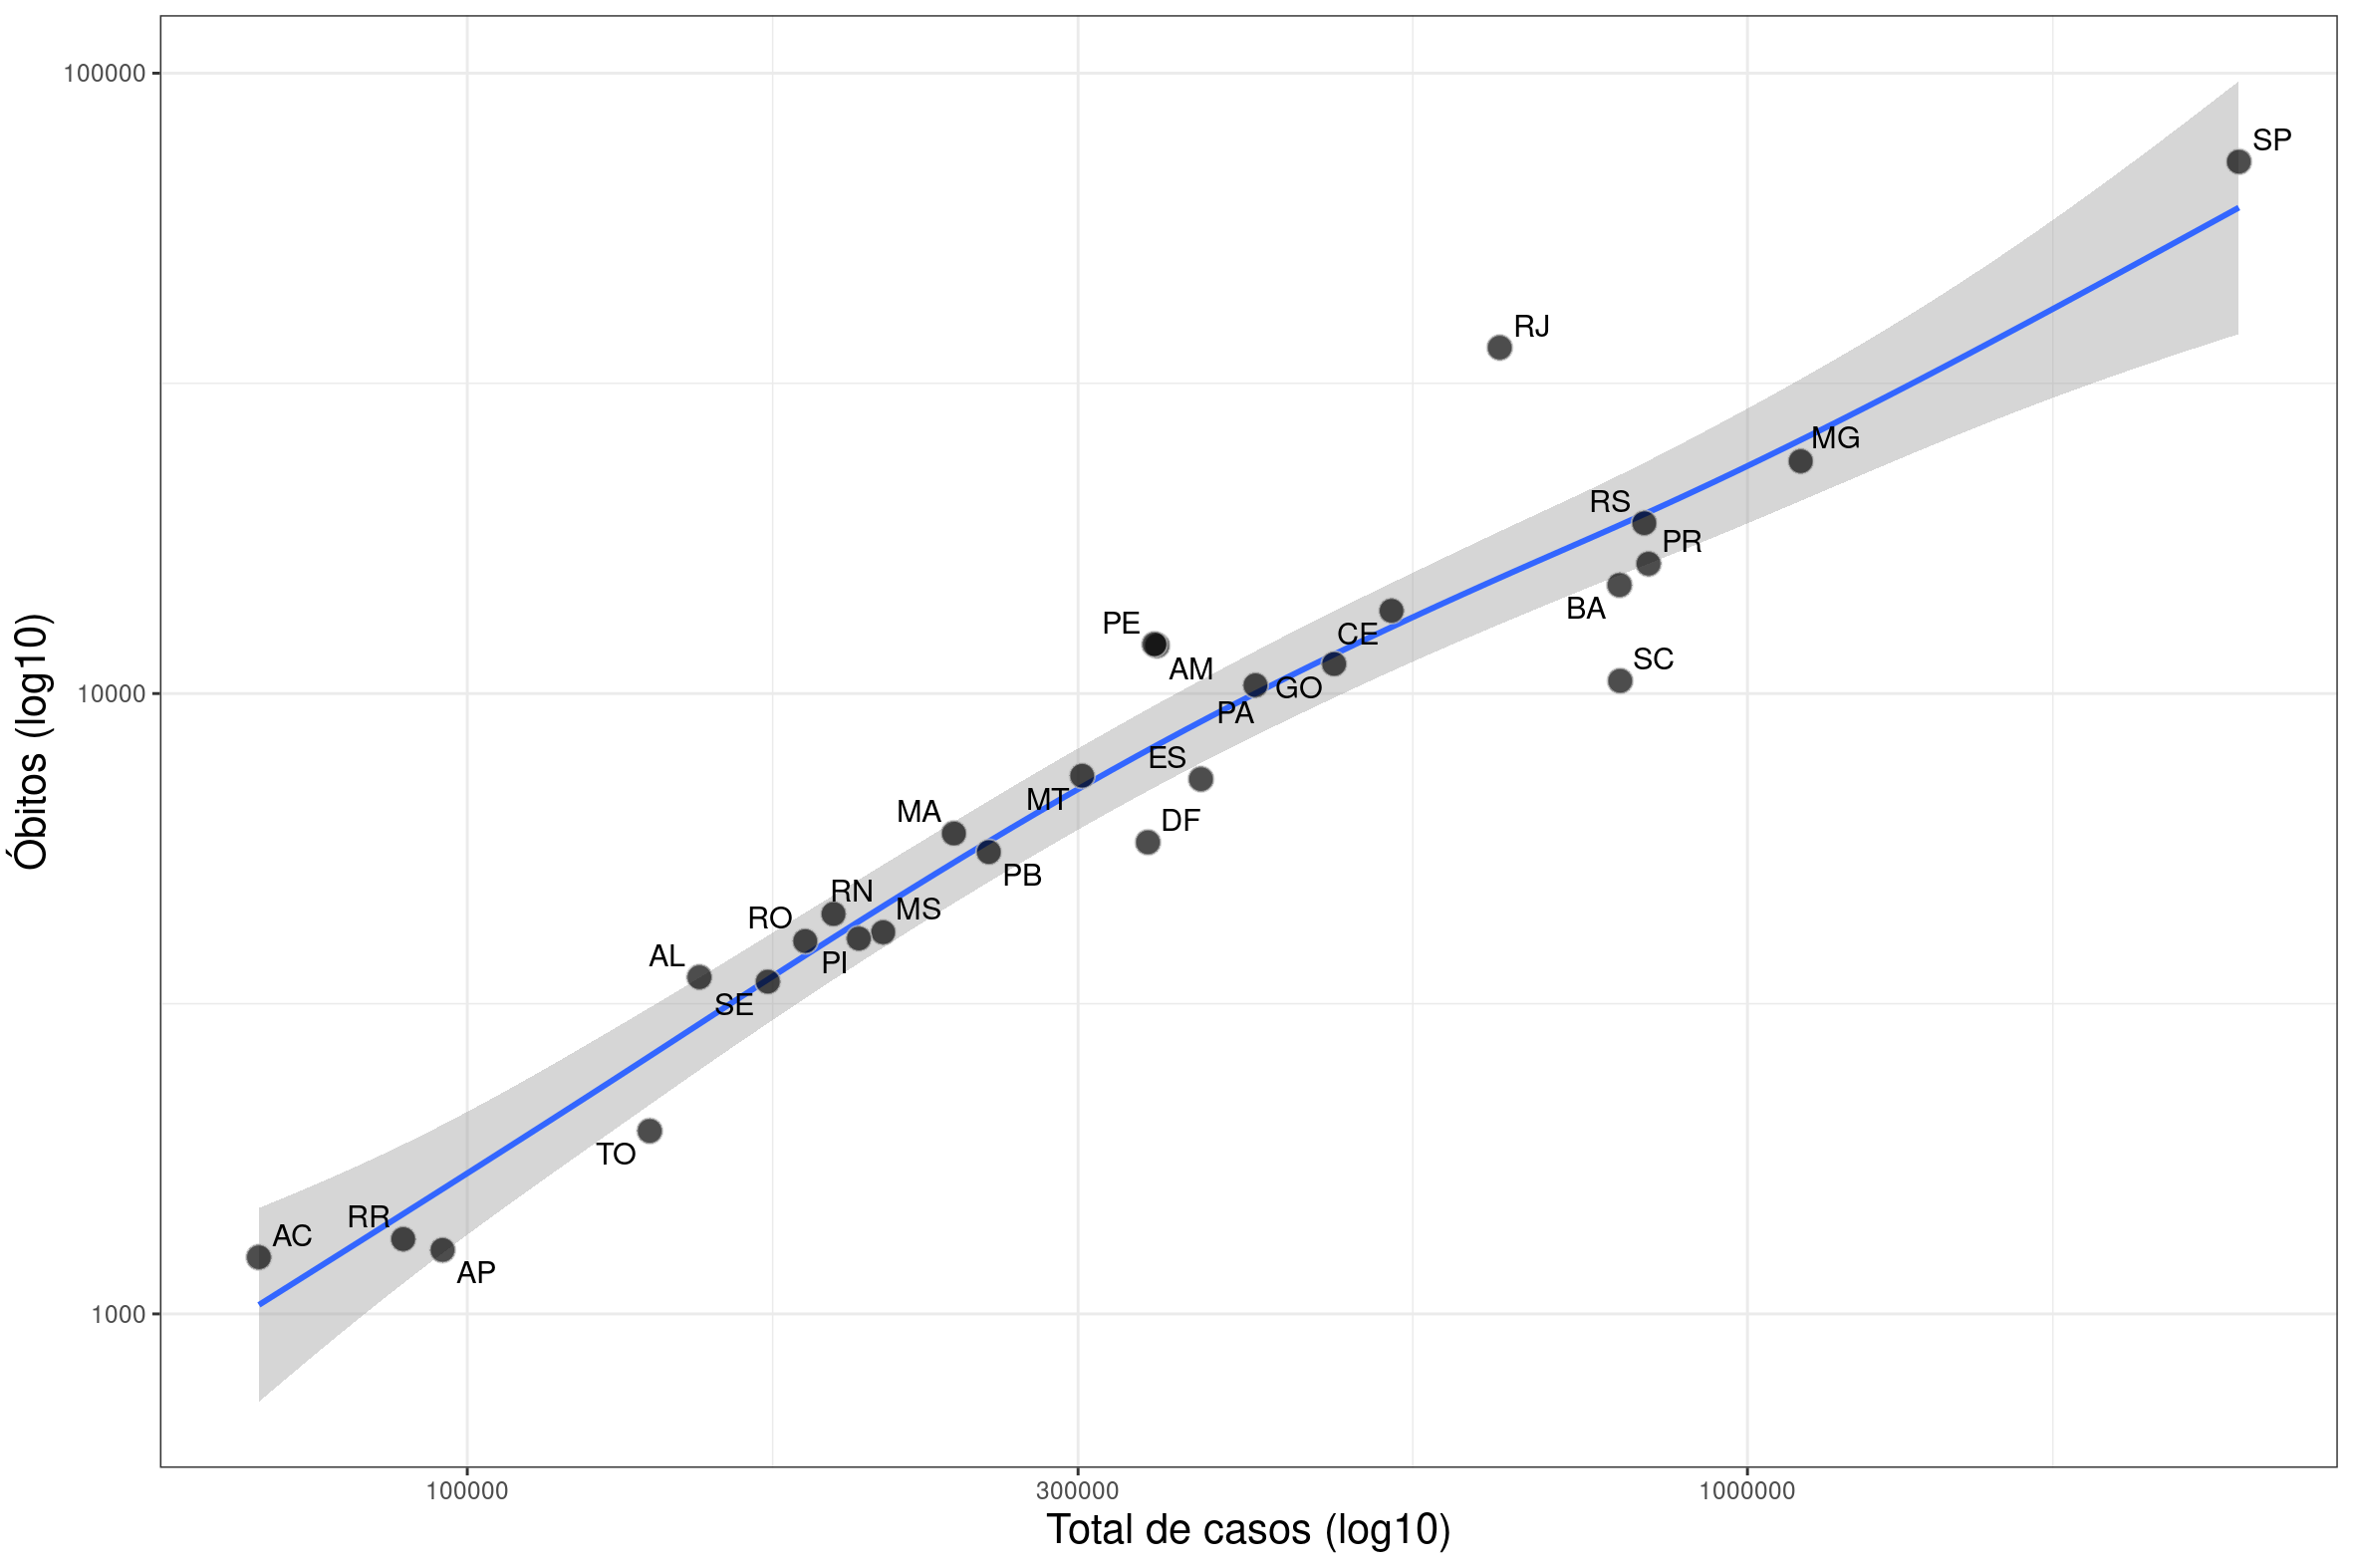 100000
SP
RJ
MG
RS
PR
BA
PE
CE
SC
AM
GO
10000
PA
ES
MT
MA
DF
PB
RN
MS
RO
AL
PI
SE
TO
RR
AC
AP
1000
100000
300000
1000000
Total de casos (log10)
Óbitos (log10)